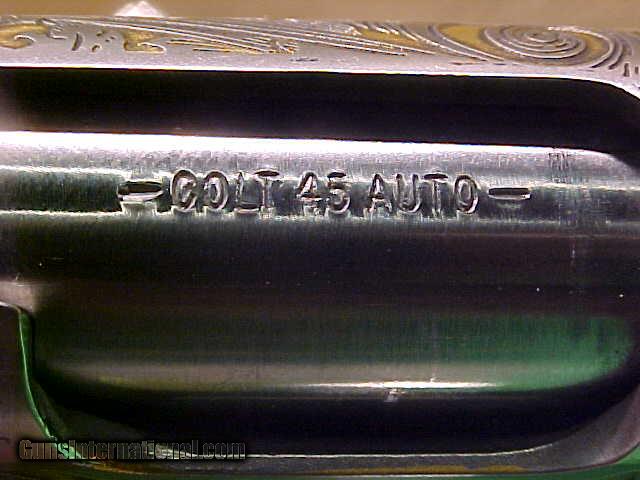 -COLT 45 AUTO-
GunsInternational.com